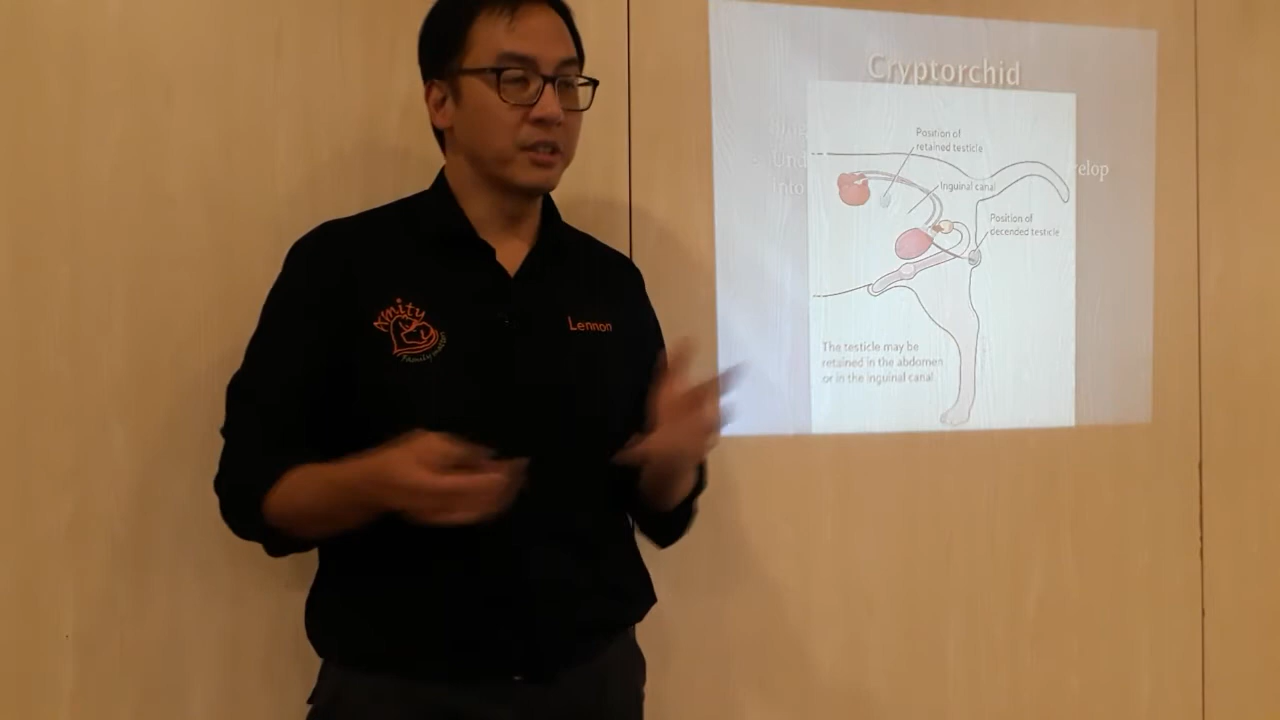 Amity
Lennon
Cryptorchid
Position of
retained testicle
Inguinal canal
Position of
decended testicle
velop
The testicle may be
retained in the abdomen
or in the inguinal canal